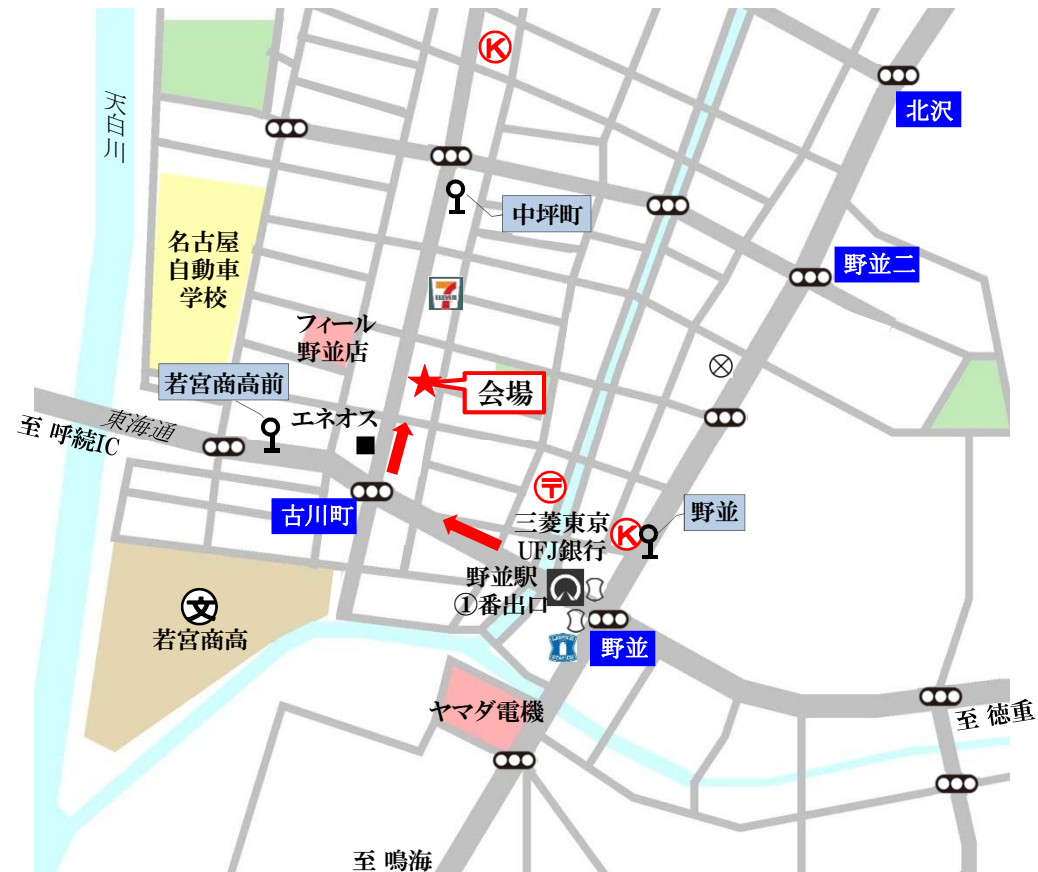 K
北沢
天白川
中坪町
名古屋
自動車
学校
野並二
7
ELEVEN
フィール
野並店
若宮商高前
会場
エネオス
東海通
至 呼続IC
古川町
〒
三菱東京
UFJ銀行
K
野並
野並駅
①番出口
文
若宮商高
野並
ヤマダ電機
至 徳重
至 鳴海